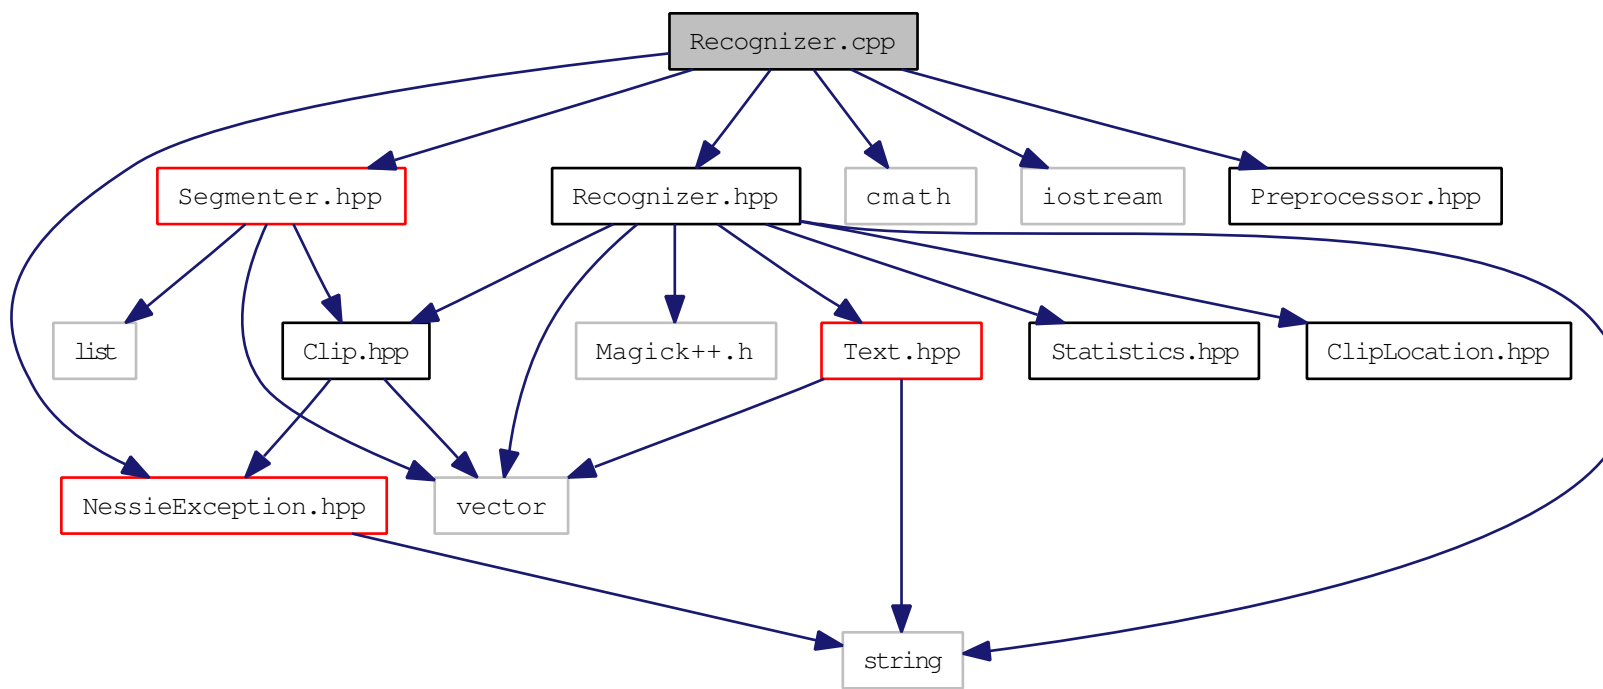 Recognizer.cpp
Segmenter.hpp
Recognizer.hpp
cmath
iostream
Preprocessor.hpp
list
Clip.hpp
Magick++.h
Text.hpp
Statistics.hpp
ClipLocation.hpp
NessieException.hpp
vector
string